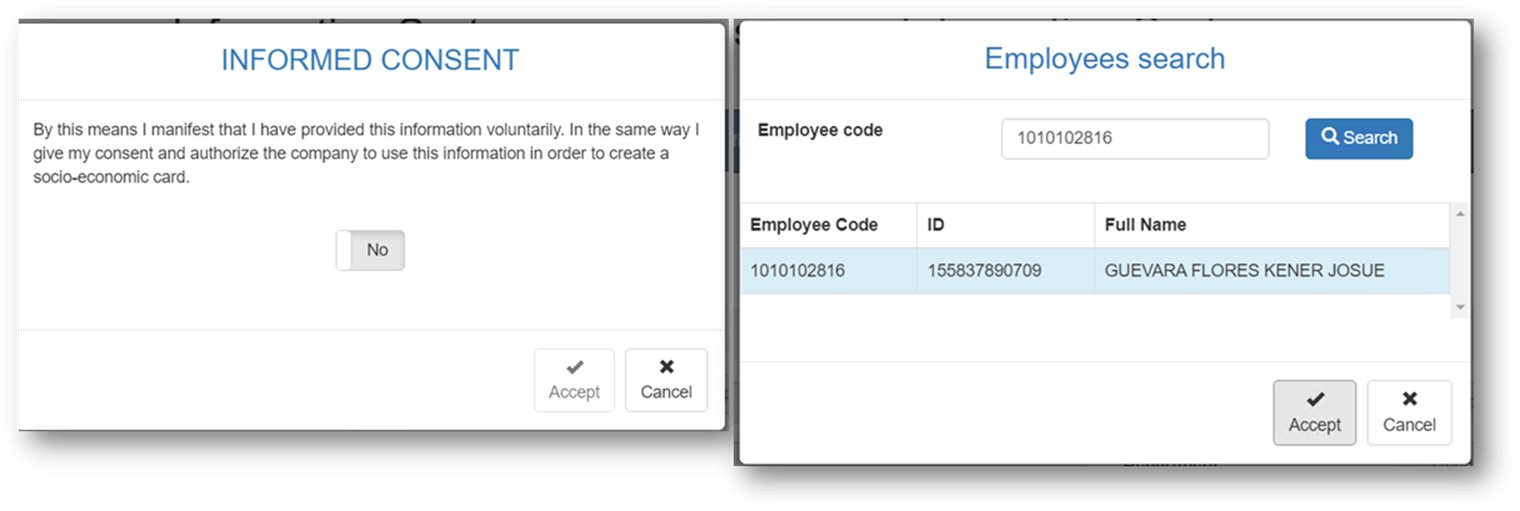 INFORMED CONSENT
By this means I manifest that I have provided this information voluntarily. In the same way I
give my consent and authorize the company to use this information in order to create a
socio-economic card.
No
Accept
Cancel
Employees search
Employee code
1010102816
Search
Employee Code ID Full Name
1010102816 155837890709 GUEVARA FLORES KENER JOSUE
Accept
Cancel